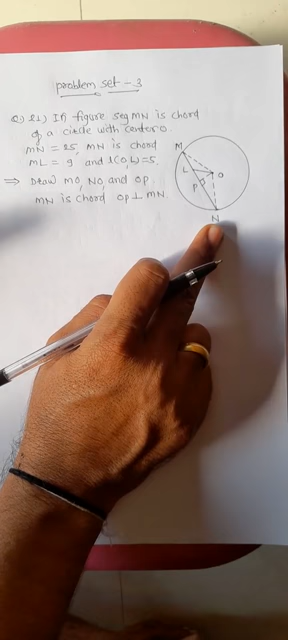 problem set - 3
Q) 21) In figure seg MN is chord
of a circle with center O.
MN = 25, MN is chord
ML = 9 and d(O,L)=5.
⇒ Draw MO, NO, and OP.
MN is chord OP ⊥ MN.
M
L
O
P
N